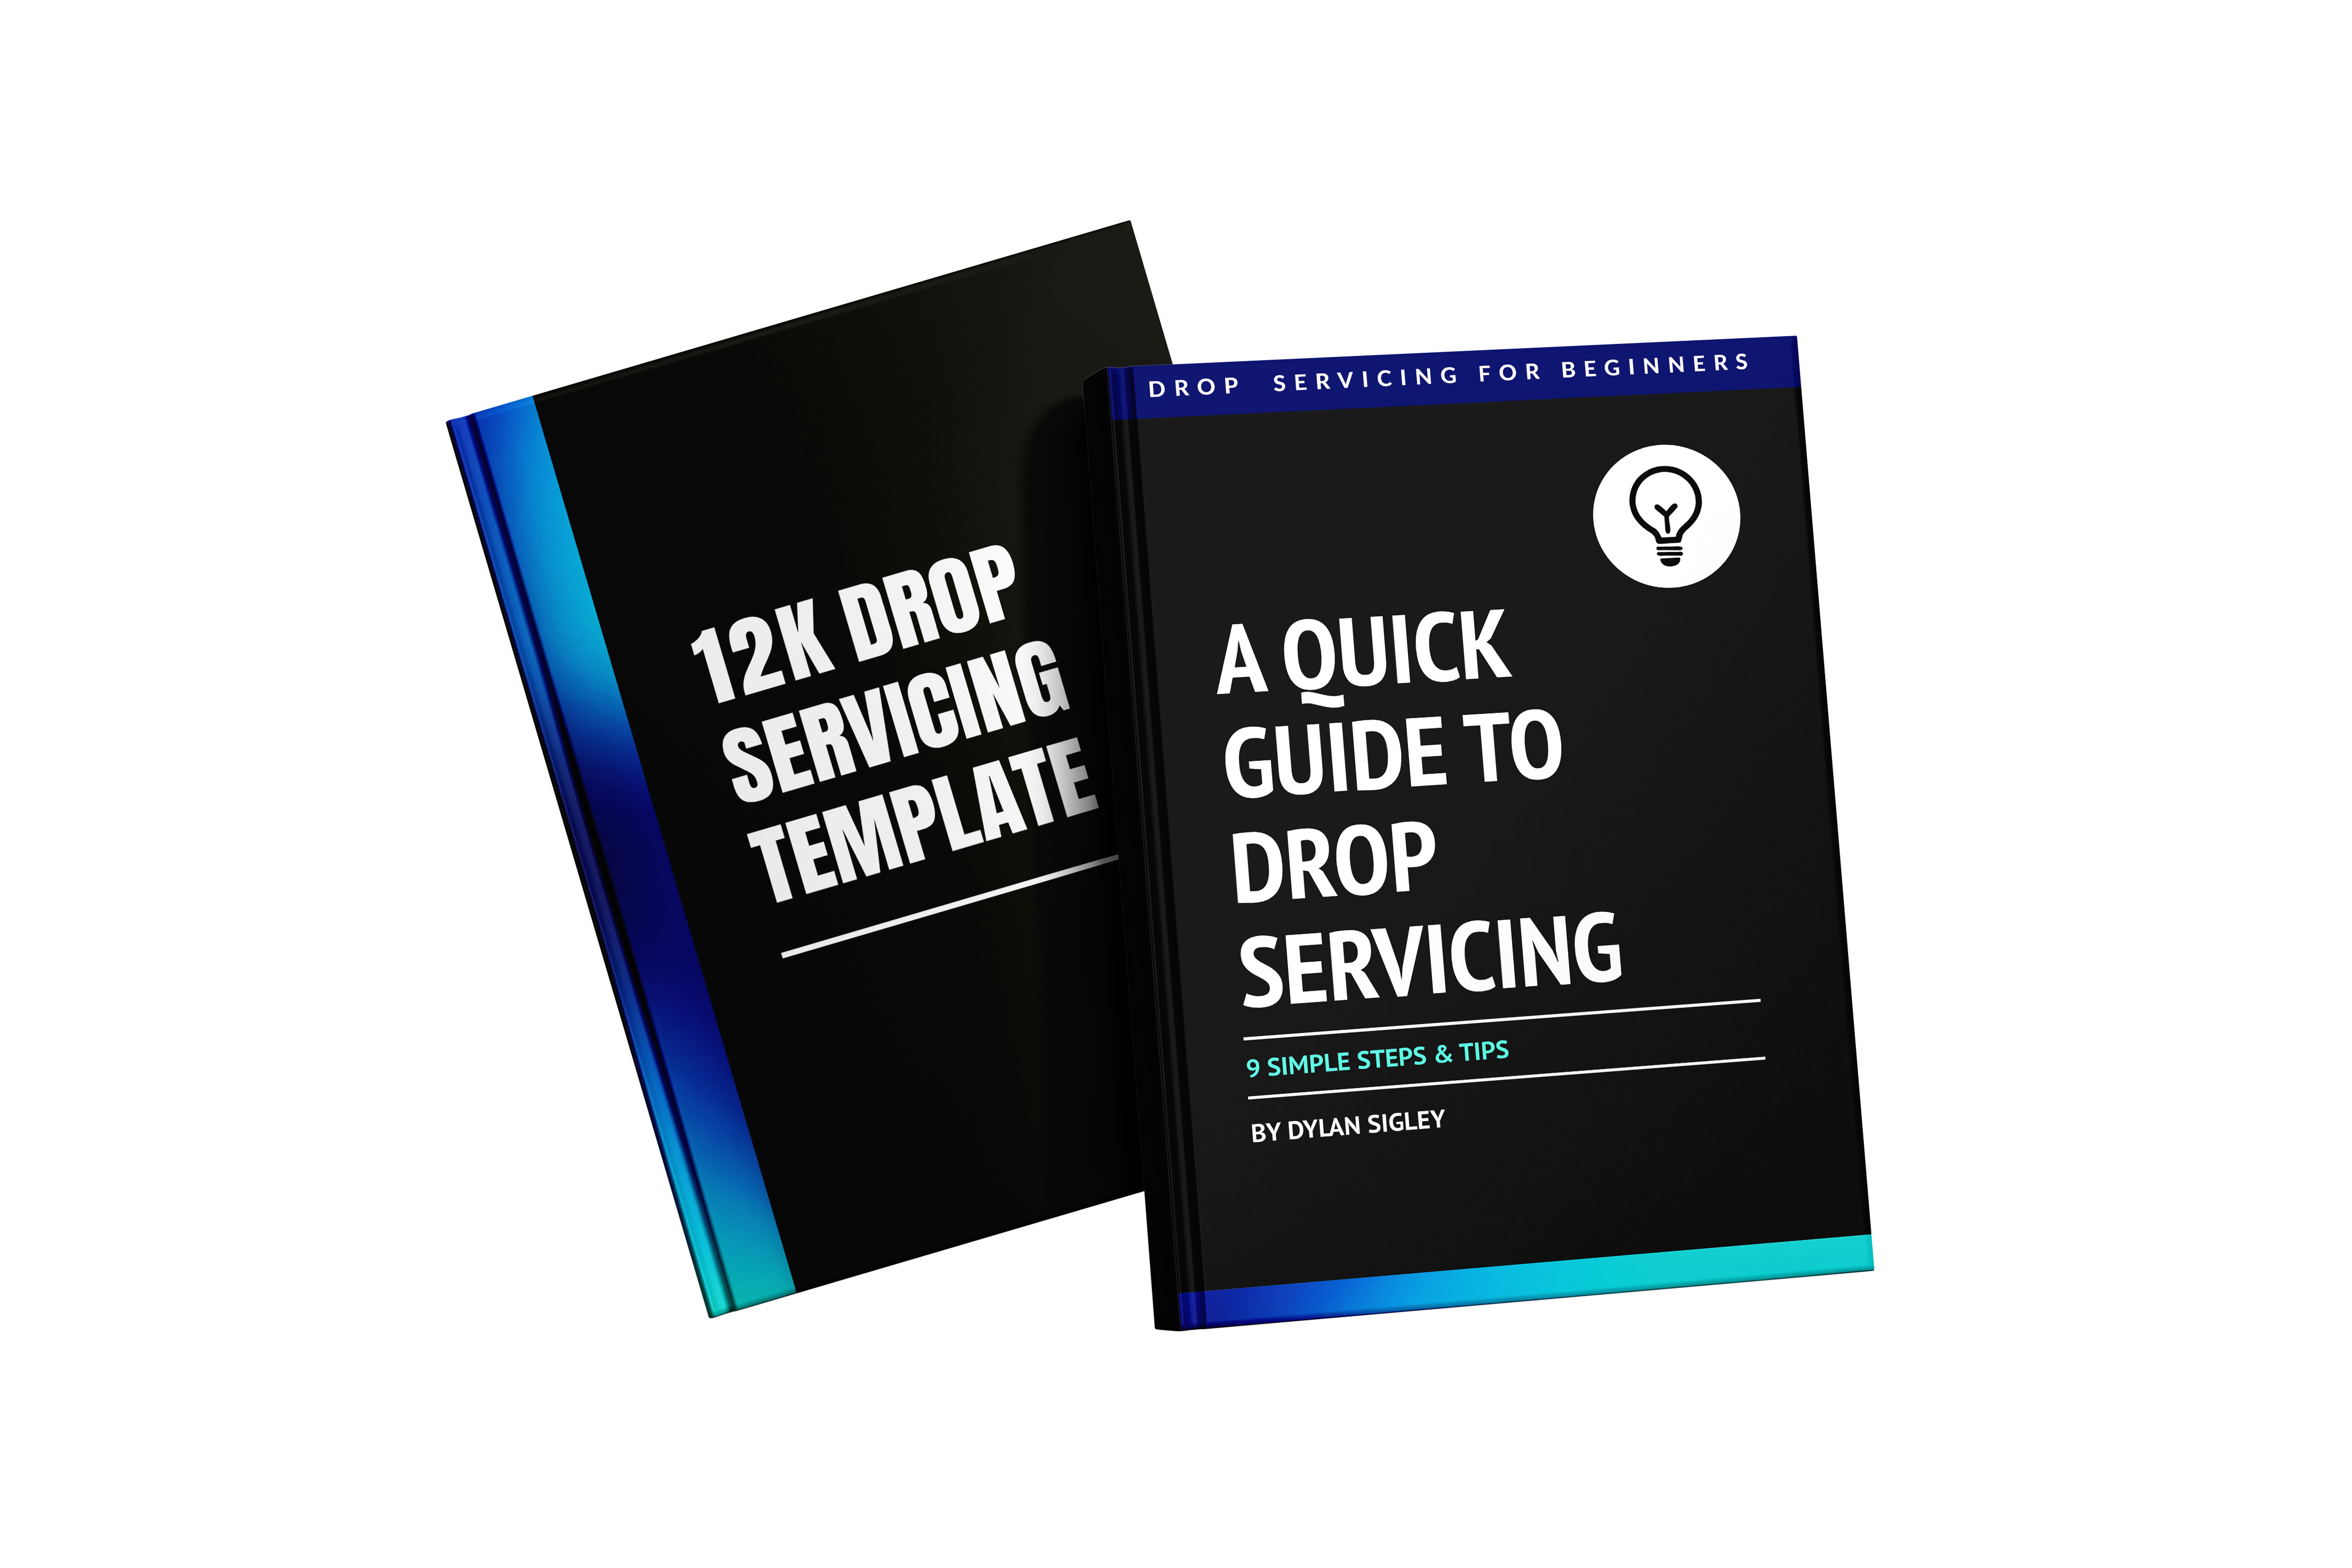 12K DROP
SERVICING
TEMPLATE
DROP SERVICING FOR BEGINNERS
A QUICK
GUIDE TO
DROP
SERVICING
9 SIMPLE STEPS & TIPS
BY DYLAN SIGLEY